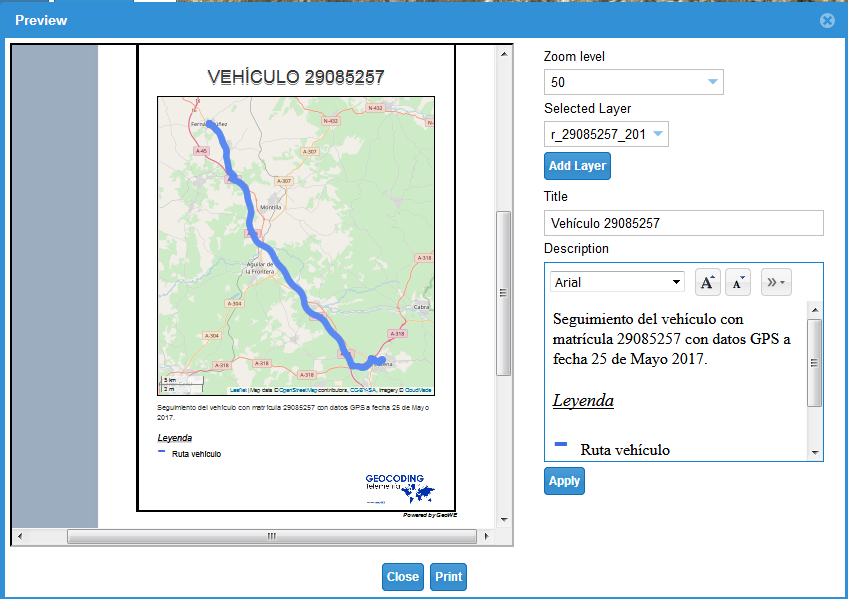 Preview
VEHÍCULO 29085257
N-432
N-432
A-45
A-307
A-307
Montilla
Aguilar de
la Frontera
A-318
A-304
Cabra
A-304
A-318
A-318
A-318
A-318
5 km
3 mi
Leaflet | Map data © OpenStreetMap contributors, CC-BY-SA, Imagery © CloudMade
Seguimiento del vehículo con matrícula 29085257 con datos GPS a fecha 25 de Mayo
2017.
Leyenda
Ruta vehículo
GEOCODING
telemetría
Powered by GeoWE
Zoom level
50
Selected Layer
r_29085257_201
Add Layer
Title
Vehículo 29085257
Description
Arial
A A
Seguimiento del vehículo con
matrícula 29085257 con datos GPS a
fecha 25 de Mayo 2017.
Leyenda
Ruta vehículo
Apply
Close Print